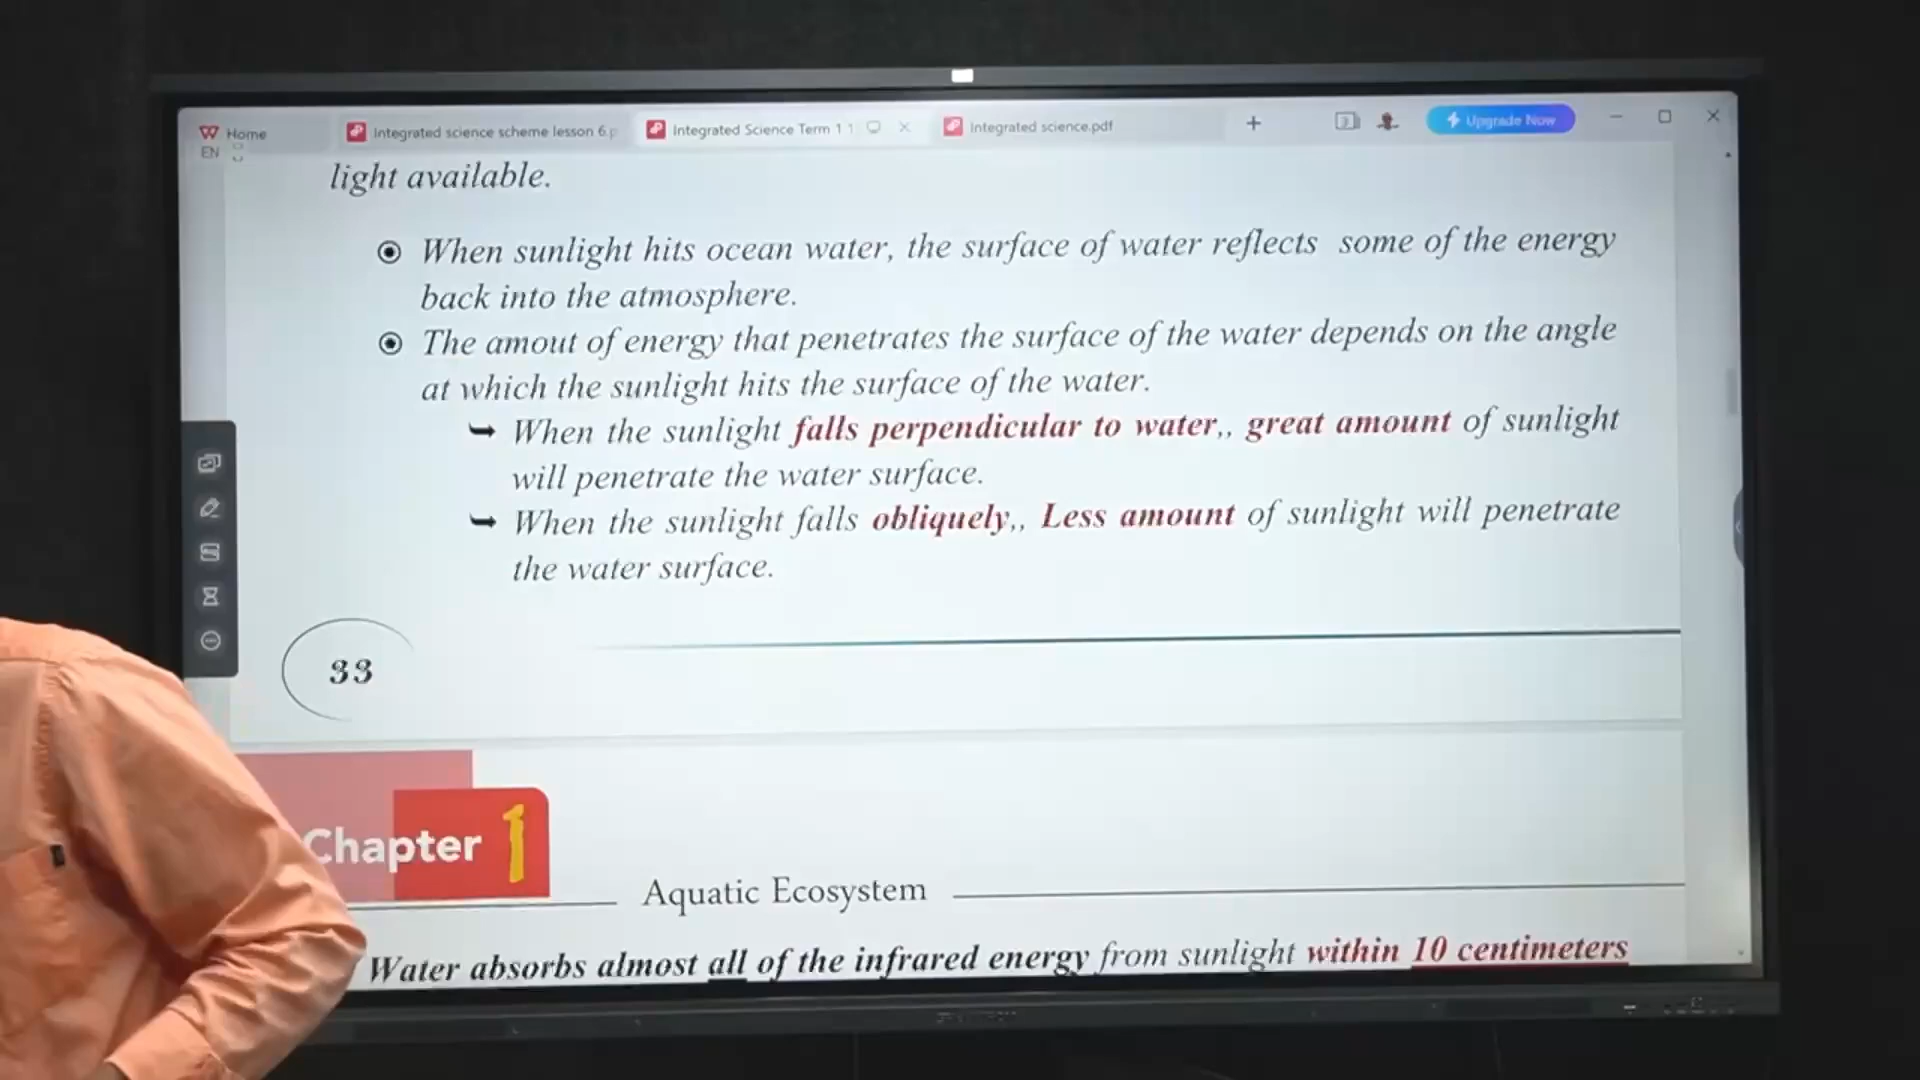 Home
Integrated science scheme lesson 6.p
Integrated Science Term 1 1
Integrated science.pdf
Upgrade Now
EN
light available.
When sunlight hits ocean water, the surface of water reflects some of the energy
back into the atmosphere.
The amout of energy that penetrates the surface of the water depends on the angle
at which the sunlight hits the surface of the water.
When the sunlight falls perpendicular to water,, great amount of sunlight
will penetrate the water surface.
When the sunlight falls obliquely,, Less amount of sunlight will penetrate
the water surface.
33
Chapter 1
Aquatic Ecosystem
Water absorbs almost all of the infrared energy from sunlight within 10 centimeters